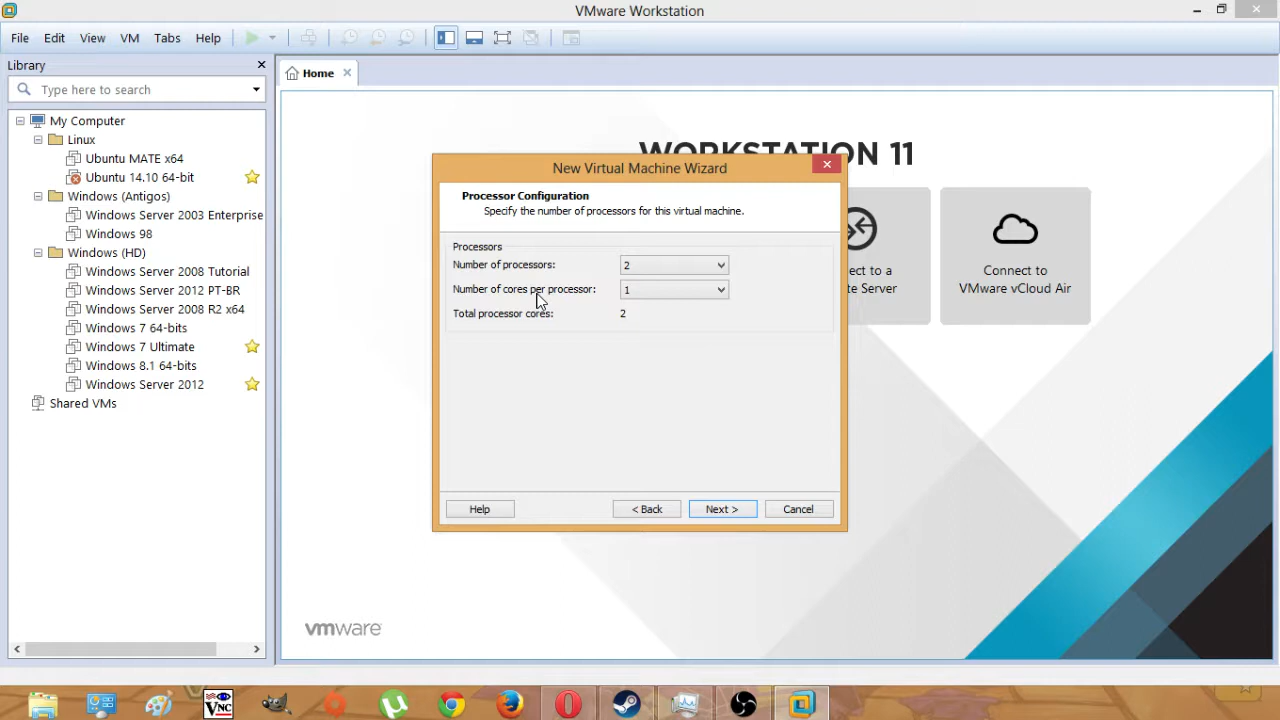 VMware Workstation
File Edit View VM Tabs Help
Library
Type here to search
My Computer
Linux
Ubuntu MATE x64
Ubuntu 14.10 64-bit
Windows (Antigos)
Windows Server 2003 Enterprise
Windows 98
Windows (HD)
Windows Server 2008 Tutorial
Windows Server 2012 PT-BR
Windows Server 2008 R2 x64
Windows 7 64-bits
Windows 7 Ultimate
Windows 8.1 64-bits
Windows Server 2012
Shared VMs
Home
WORKSTATION 11
New Virtual Machine Wizard
Processor Configuration
Specify the number of processors for this virtual machine.
Processors
Number of processors: 2
Number of cores per processor: 1
Total processor cores: 2
Help < Back Next > Cancel
ect to a
te Server
Connect to
VMware vCloud Air
vmware
VNC